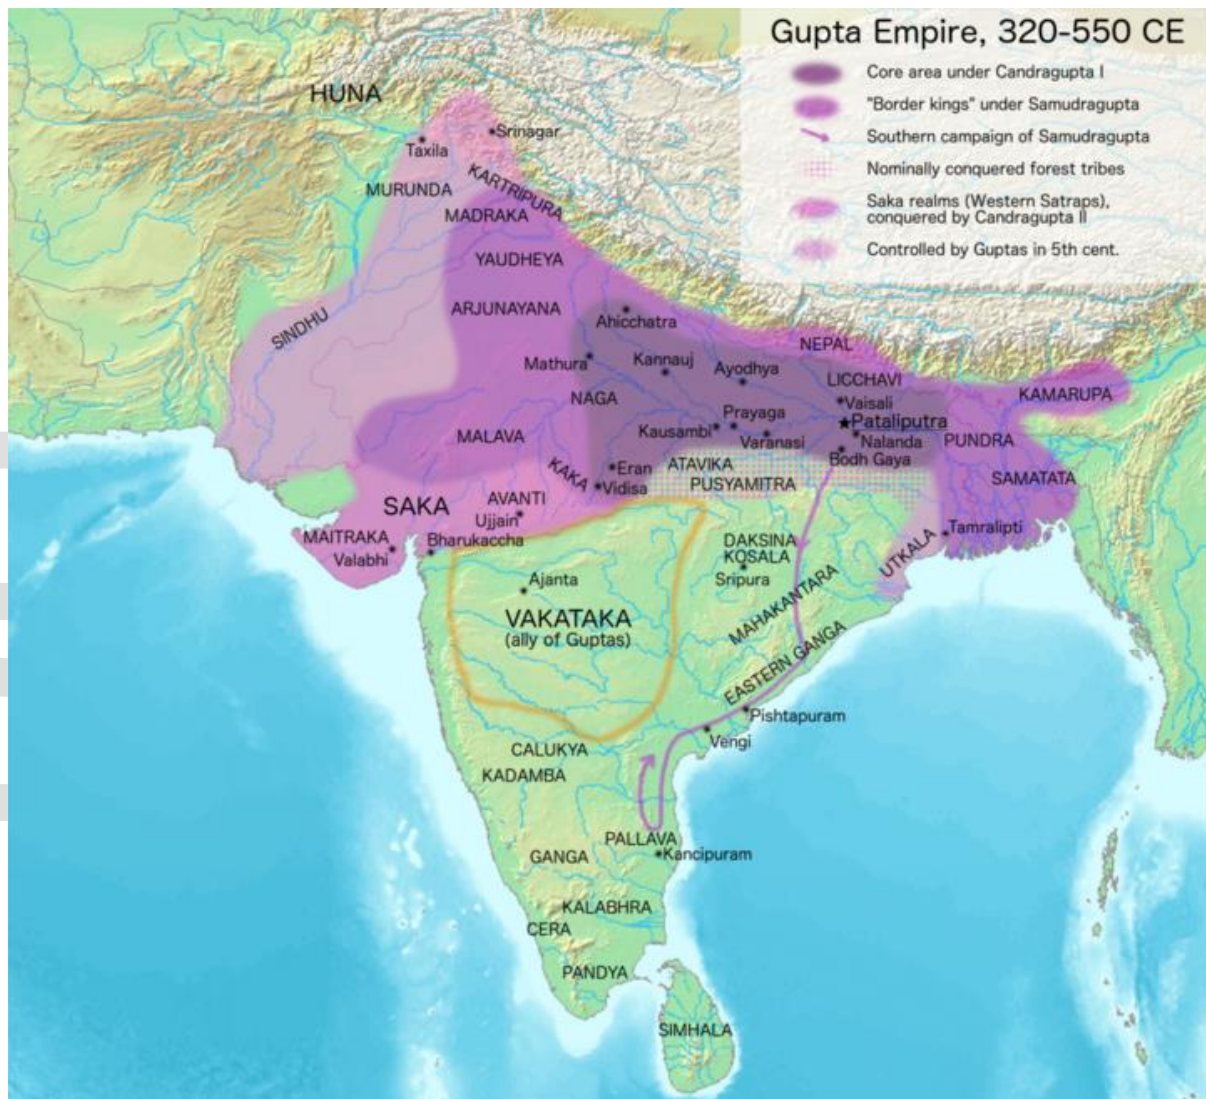 Gupta Empire, 320-550 CE
Core area under Candragupta I
"Border kings" under Samudragupta
Southern campaign of Samudragupta
Nominally conquered forest tribes
Saka realms (Western Satraps),
conquered by Candragupta II
Controlled by Guptas in 5th cent.
HUNA
Srinagar
Taxila
MURUNDA
KARTRIPURA
MADRAKA
YAUDHEYA
ARJUNAYANA
SINDHU
Ahicchatra
NEPAL
Mathura
Kannauj
Ayodhya
LICCHAVI
KAMARUPA
NAGA
Vaisali
Prayaga
Pataliputra
Kausambi
Varanasi
Nalanda
PUNDRA
MALAVA
Bodh Gaya
KAKA
Eran
ATAVIKA
SAMATATA
Vidisa
PUSYAMITRA
AVANTI
SAKA
Ujjain
Tamralipti
MAITRAKA
Bharukaccha
DAKSINA
KOSALA
UTKALA
Valabhi
Sripura
Ajanta
MAHAKANTARA
VAKATAKA
(ally of Guptas)
EASTERN GANGA
Pishtapuram
Vengi
CALUKYA
KADAMBA
PALLAVA
Kancipuram
GANGA
KALABHRA
CERA
PANDYA
SIMHALA